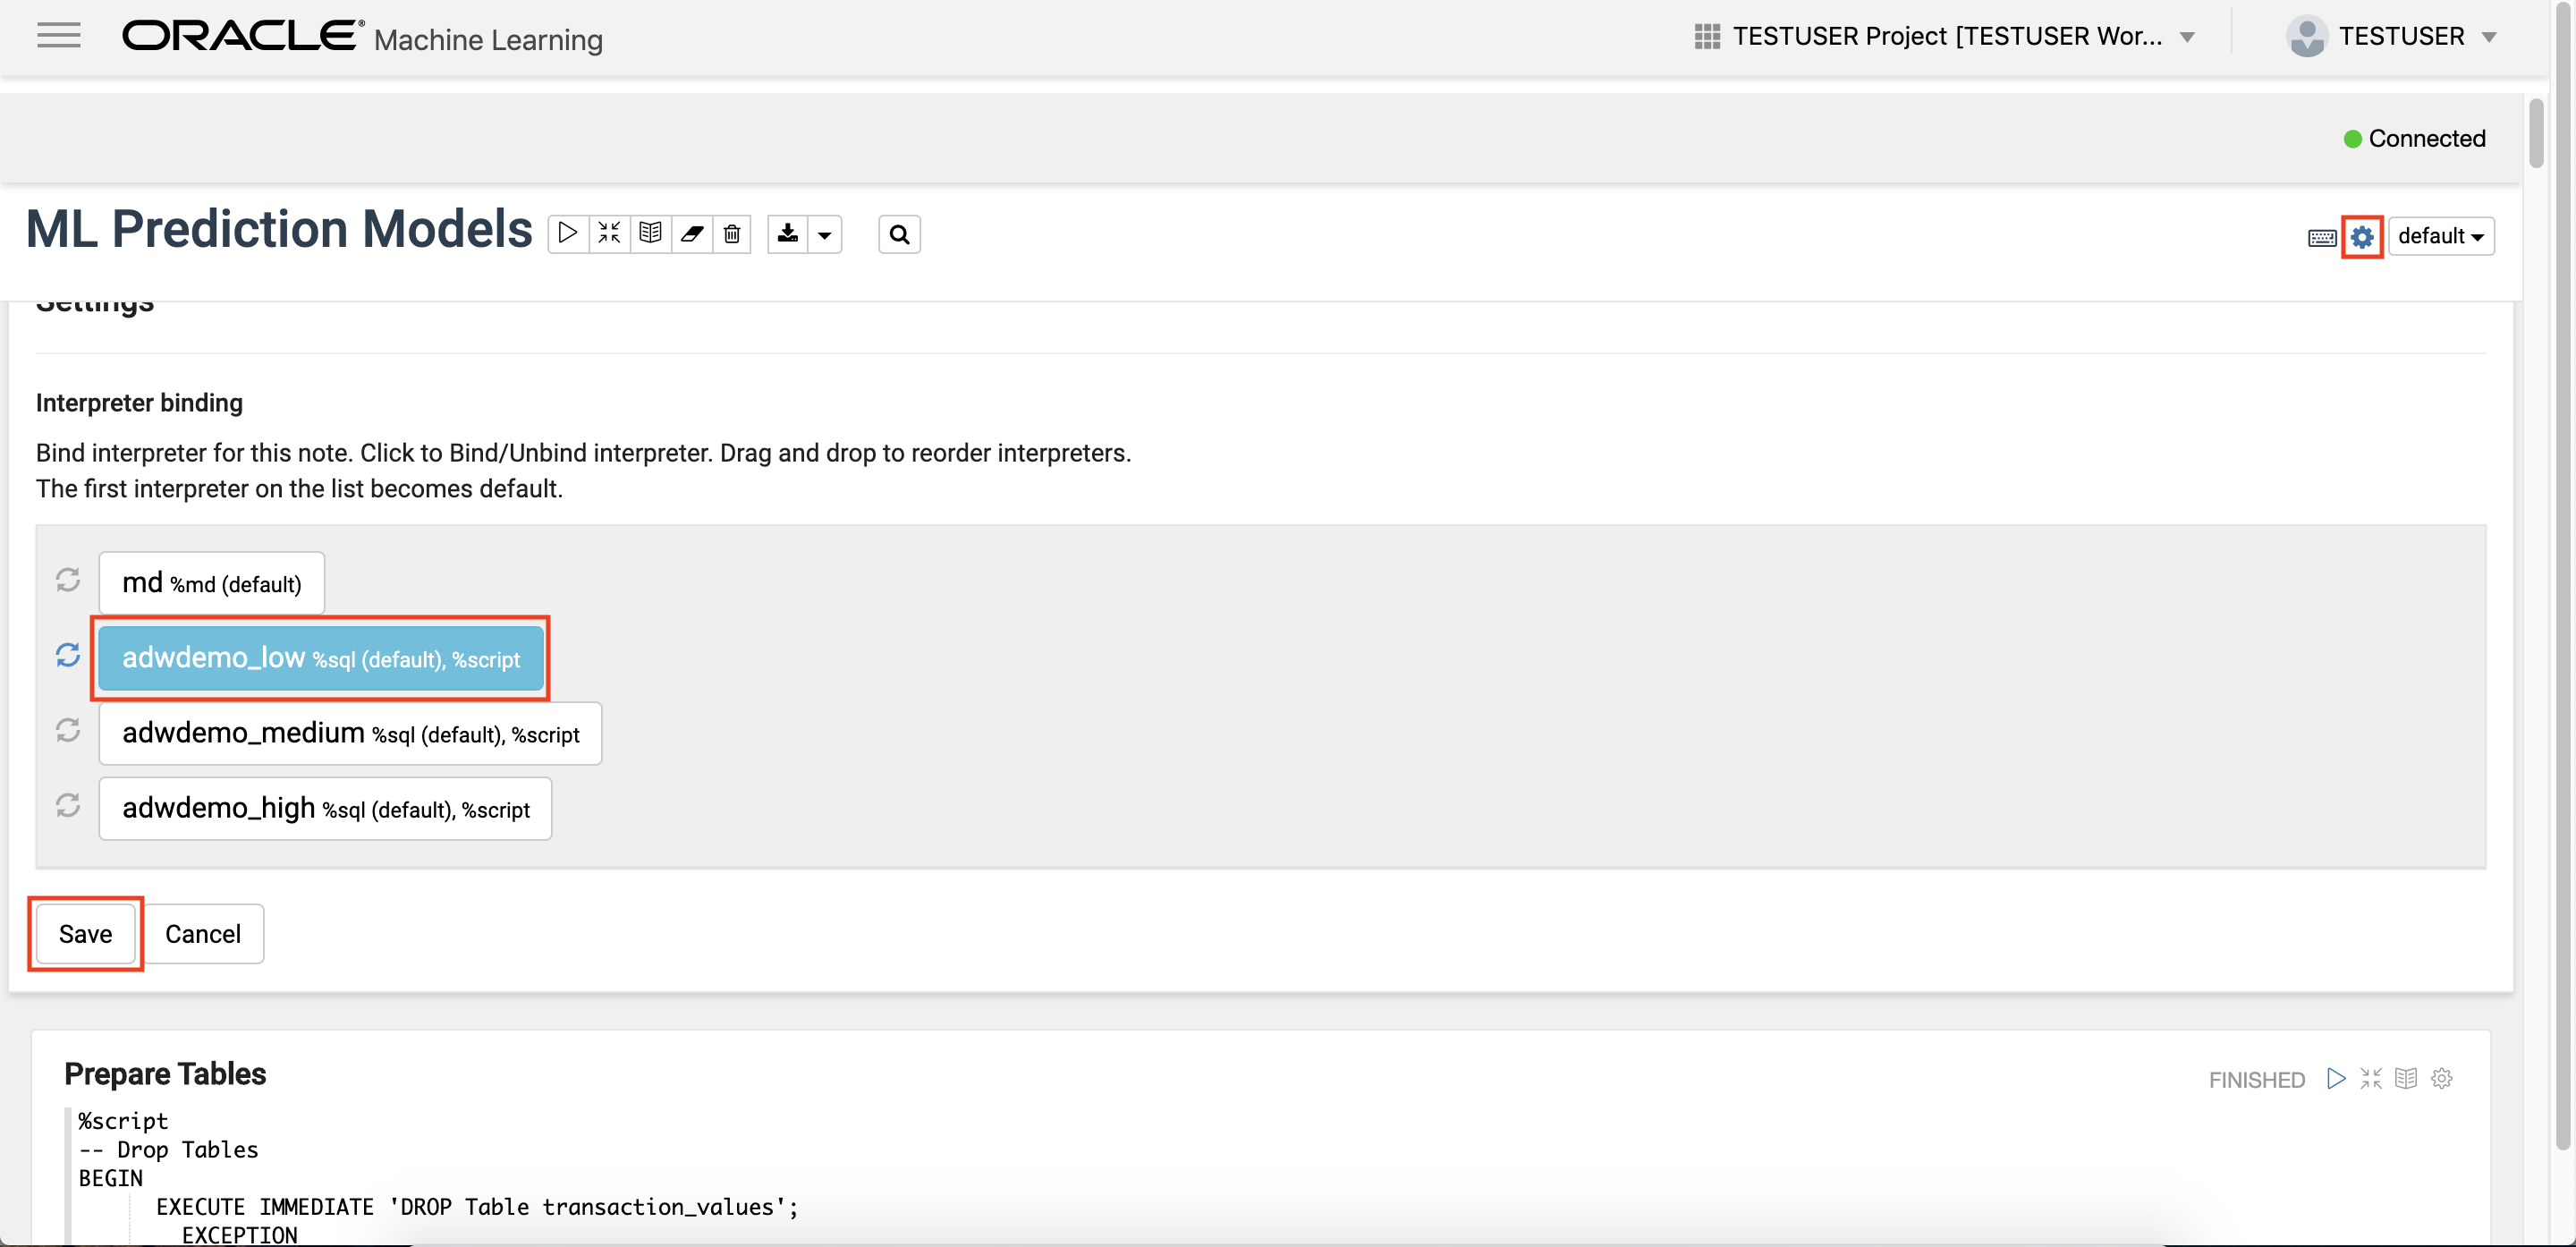 ORACLE® Machine Learning
TESTUSER Project [TESTUSER Wor...
TESTUSER
Connected
ML Prediction Models
default
Settings
Interpreter binding
Bind interpreter for this note. Click to Bind/Unbind interpreter. Drag and drop to reorder interpreters.
The first interpreter on the list becomes default.
md %md (default)
adwdemo_low %sql (default), %script
adwdemo_medium %sql (default), %script
adwdemo_high %sql (default), %script
Save
Cancel
Prepare Tables
FINISHED
%script
-- Drop Tables
BEGIN
EXECUTE IMMEDIATE 'DROP Table transaction_values';
EXCEPTION